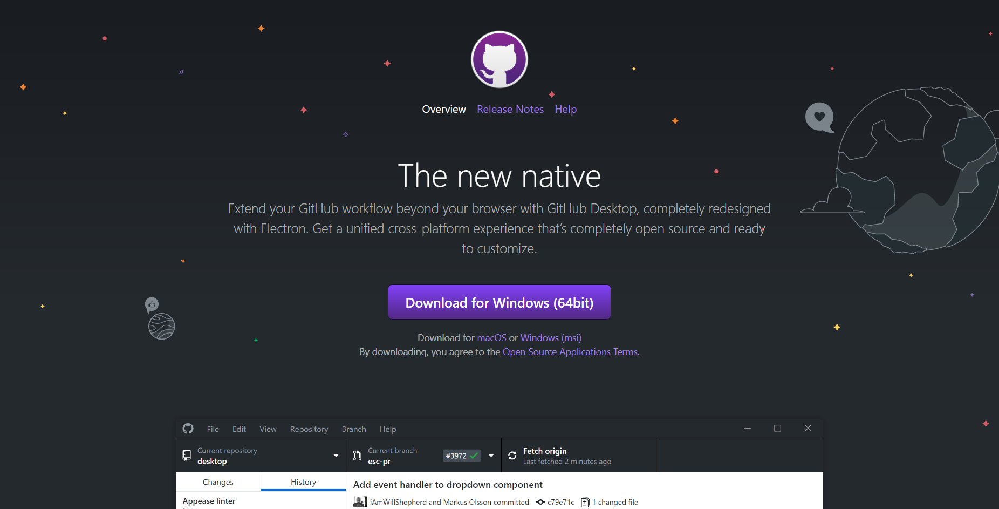 Overview Release Notes Help
The new native
Extend your GitHub workflow beyond your browser with GitHub Desktop, completely redesigned
with Electron. Get a unified cross-platform experience that's completely open source and ready
to customize.
Download for Windows (64bit)
Download for macOS or Windows (msi)
By downloading, you agree to the Open Source Applications Terms.
File Edit View Repository Branch Help
Current repository
desktop
Current branch
esc-pr
#3972
Fetch origin
Last fetched 2 minutes ago
Changes History
Add event handler to dropdown component
Appease linter
iAmWillShepherd and Markus Olsson committed c79e71c 1 changed file